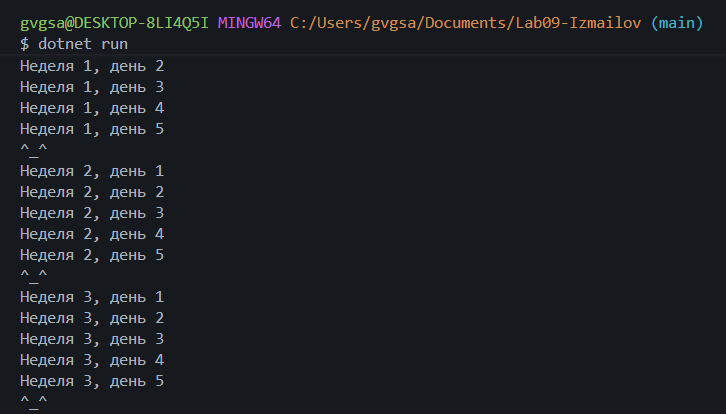 gvgsa@DESKTOP-8LI4Q5I MINGW64 C:/Users/gvgsa/Documents/Lab09-Izmailov (main)
$ dotnet run
Неделя 1, день 2
Неделя 1, день 3
Неделя 1, день 4
Неделя 1, день 5
^_^
Неделя 2, день 1
Неделя 2, день 2
Неделя 2, день 3
Неделя 2, день 4
Неделя 2, день 5
^_^
Неделя 3, день 1
Неделя 3, день 2
Неделя 3, день 3
Неделя 3, день 4
Неделя 3, день 5
^_^